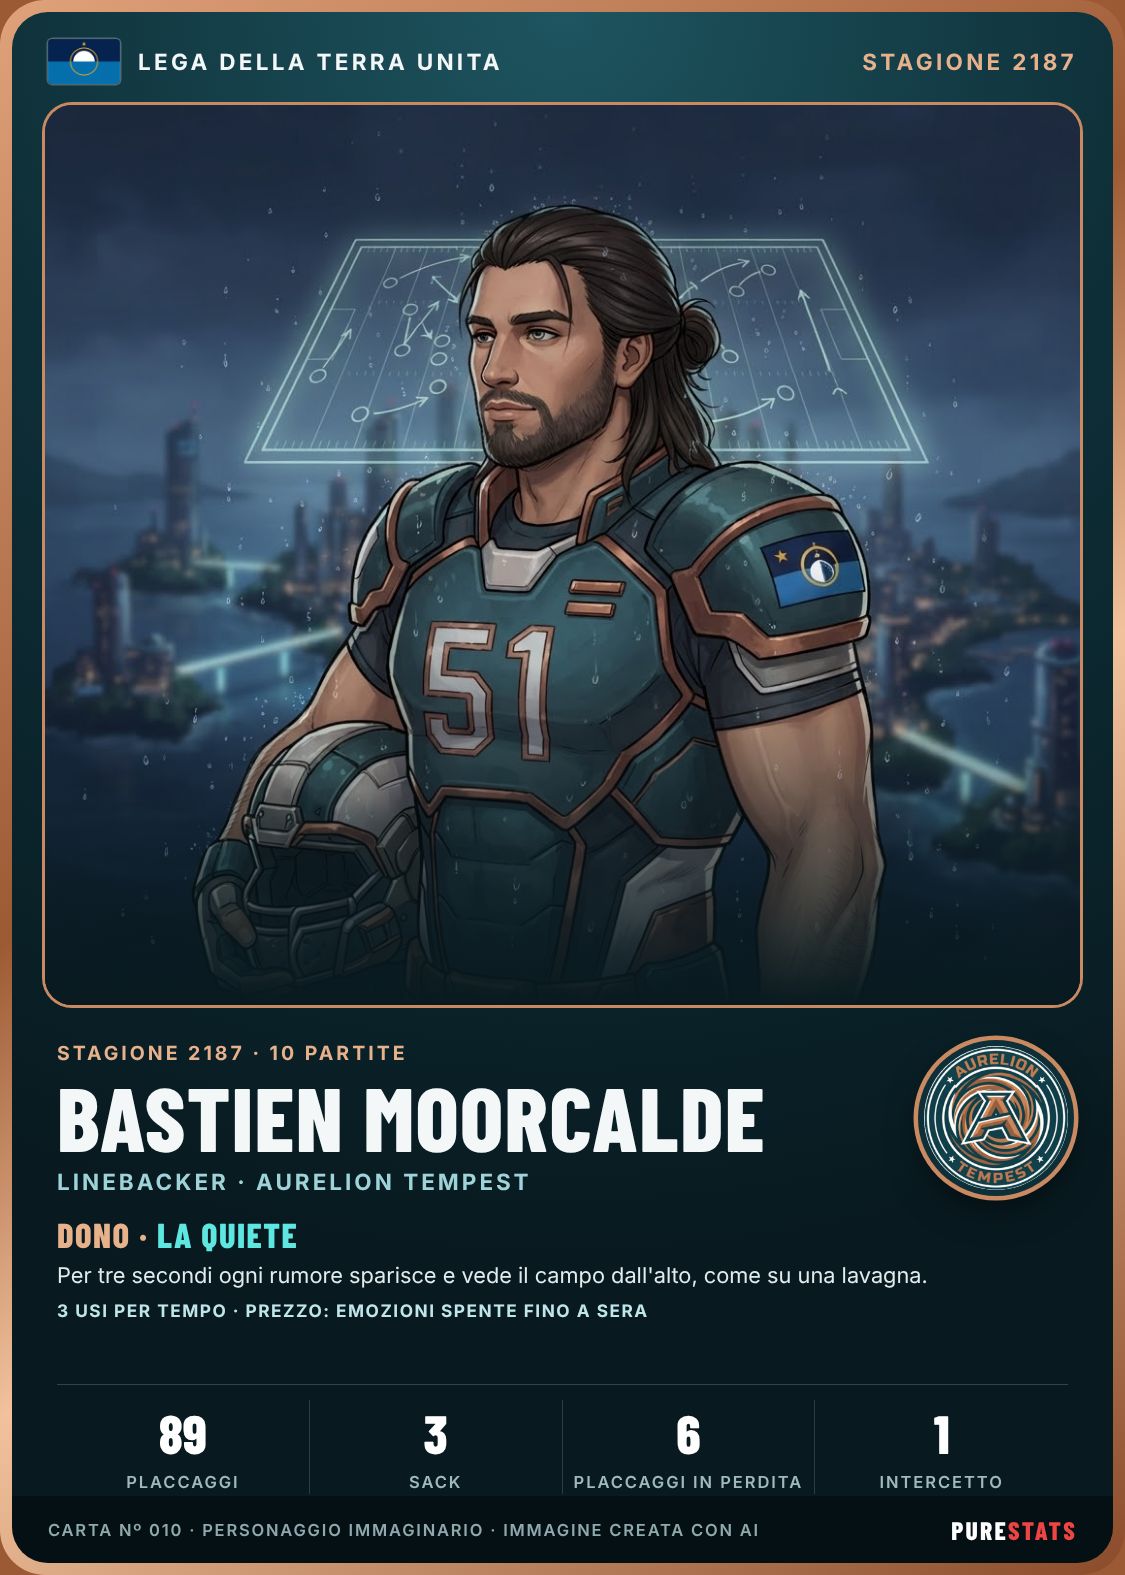 LEGA DELLA TERRA UNITA
STAGIONE 2187
51
STAGIONE 2187 · 10 PARTITE
BASTIEN MOORCALDE
LINEBACKER · AURELION TEMPEST
AURELION
A
TEMPEST
DONO · LA QUIETE
Per tre secondi ogni rumore sparisce e vede il campo dall'alto, come su una lavagna.
3 USI PER TEMPO · PREZZO: EMOZIONI SPENTE FINO A SERA
89
PLACCAGGI
3
SACK
6
PLACCAGGI IN PERDITA
1
INTERCETTO
CARTA Nº 010 · PERSONAGGIO IMMAGINARIO · IMMAGINE CREATA CON AI
PURESTATS